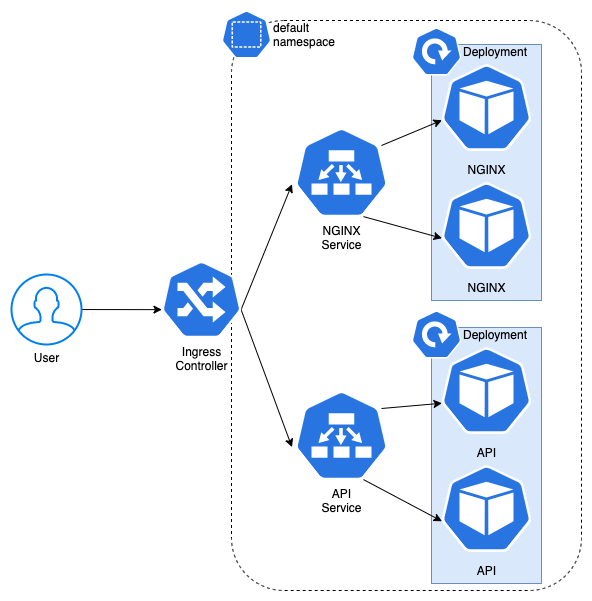 default
namespace
Deployment
NGINX
NGINX
Service
NGINX
User
Ingress
Controller
Deployment
API
API
Service
API